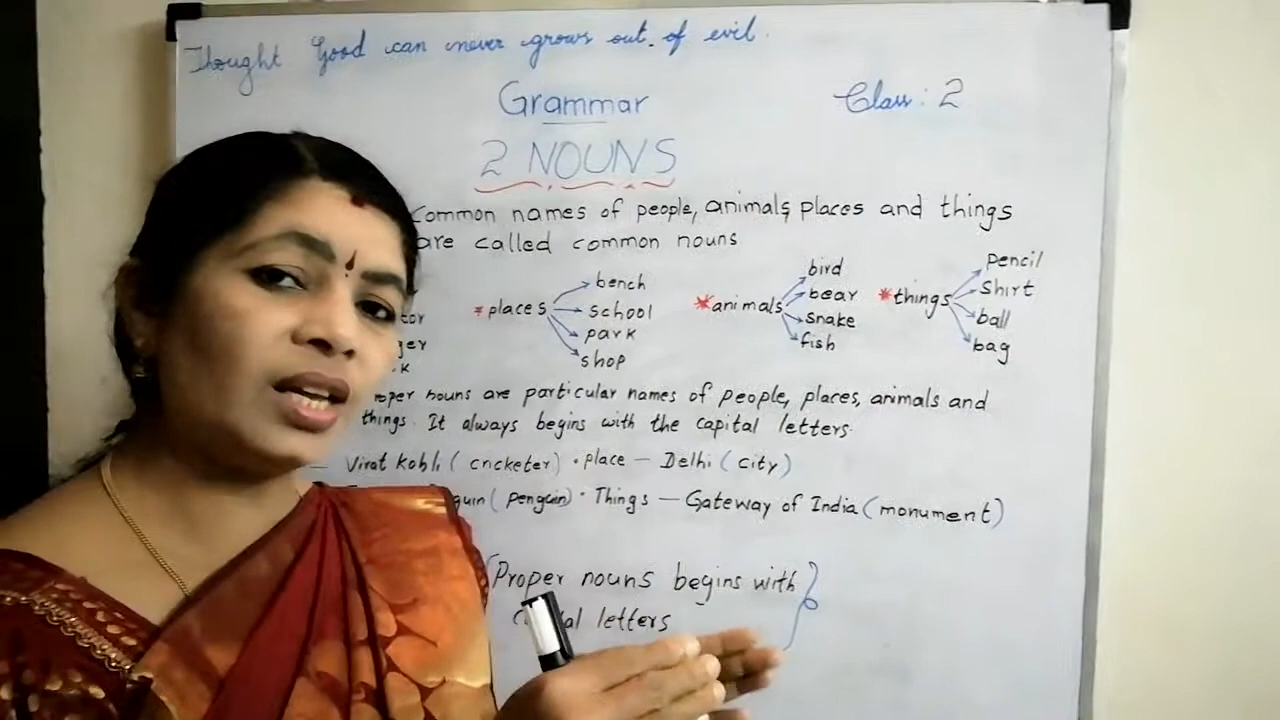 Thought Good can never grows out of evil.
Grammar
Class : 2
2 NOUNS
Common names of people, animals, places and things
are called common nouns
* places
bench
school
park
shop
* animals
bird
bear
snake
fish
* things
pencil
shirt
ball
bag
nouns are particular names of people, places, animals and
things. It always begins with the capital letters.
— Virat Kohli ( cricketer ) • place — Delhi ( city )
( penguin ) • Things — Gateway of India ( monument )
Proper nouns begins with
letters